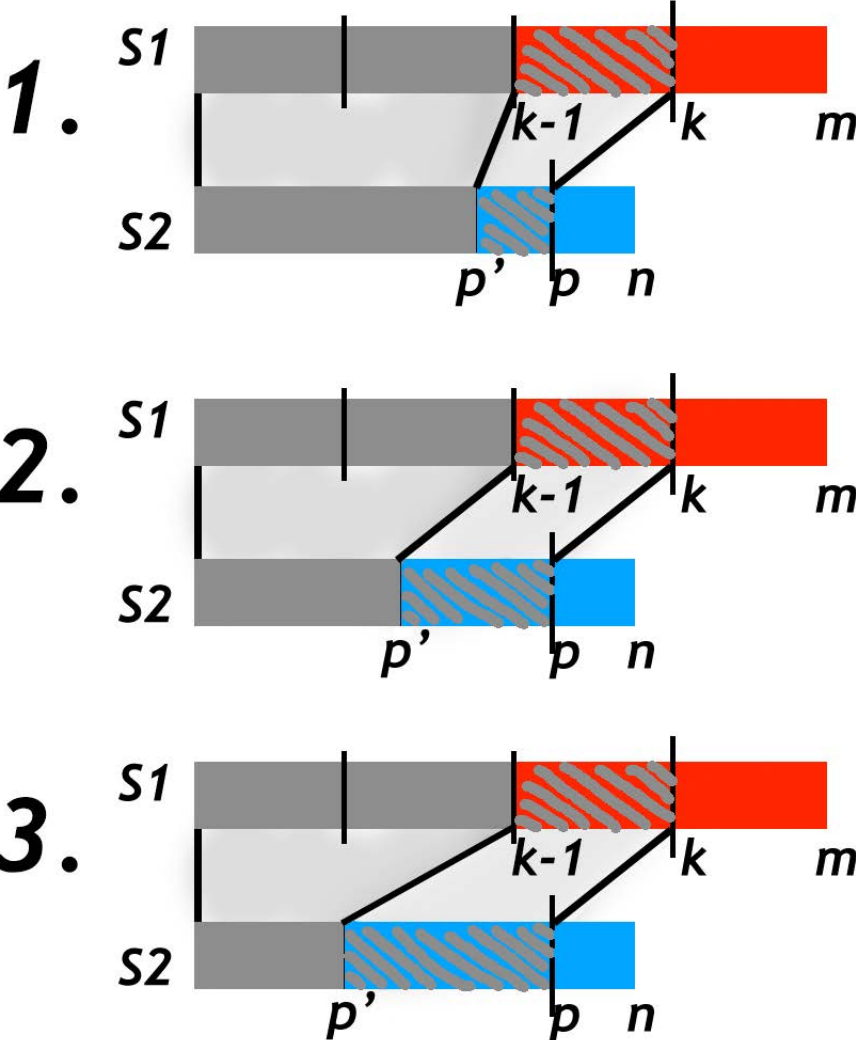 S1
1.
k-1 k m
S2
p’ p n
S1
2.
k-1 k m
S2
p’ p n
S1
3.
k-1 k m
S2
p’ p n